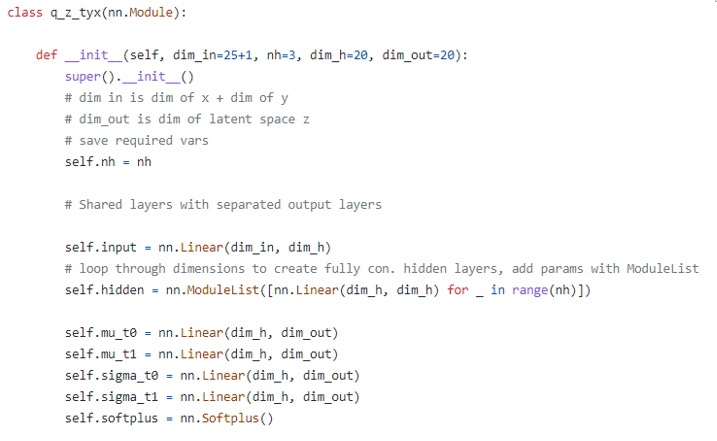 class q_z_tyx(nn.Module):
def __init__(self, dim_in=25+1, nh=3, dim_h=20, dim_out=20):
super().__init__()
# dim in is dim of x + dim of y
# dim_out is dim of latent space z
# save required vars
self.nh = nh
# Shared layers with separated output layers
self.input = nn.Linear(dim_in, dim_h)
# loop through dimensions to create fully con. hidden layers, add params with ModuleList
self.hidden = nn.ModuleList([nn.Linear(dim_h, dim_h) for _ in range(nh)])
self.mu_t0 = nn.Linear(dim_h, dim_out)
self.mu_t1 = nn.Linear(dim_h, dim_out)
self.sigma_t0 = nn.Linear(dim_h, dim_out)
self.sigma_t1 = nn.Linear(dim_h, dim_out)
self.softplus = nn.Softplus()